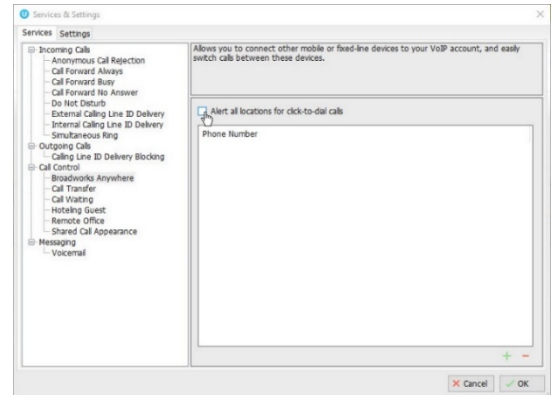 Services & Settings
Services Settings
Incoming Calls
Anonymous Call Rejection
Call Forward Always
Call Forward Busy
Call Forward No Answer
Do Not Disturb
External Calling Line ID Delivery
Internal Calling Line ID Delivery
Simultaneous Ring
Outgoing Calls
Calling Line ID Delivery Blocking
Call Control
Broadworks Anywhere
Call Transfer
Call Waiting
Hoteling Guest
Remote Office
Shared Call Appearance
Messaging
Voicemail
Allows you to connect other mobile or fixed-line devices to your VoIP account, and easily
switch calls between these devices.
Alert all locations for click-to-dial calls
Phone Number
Cancel OK